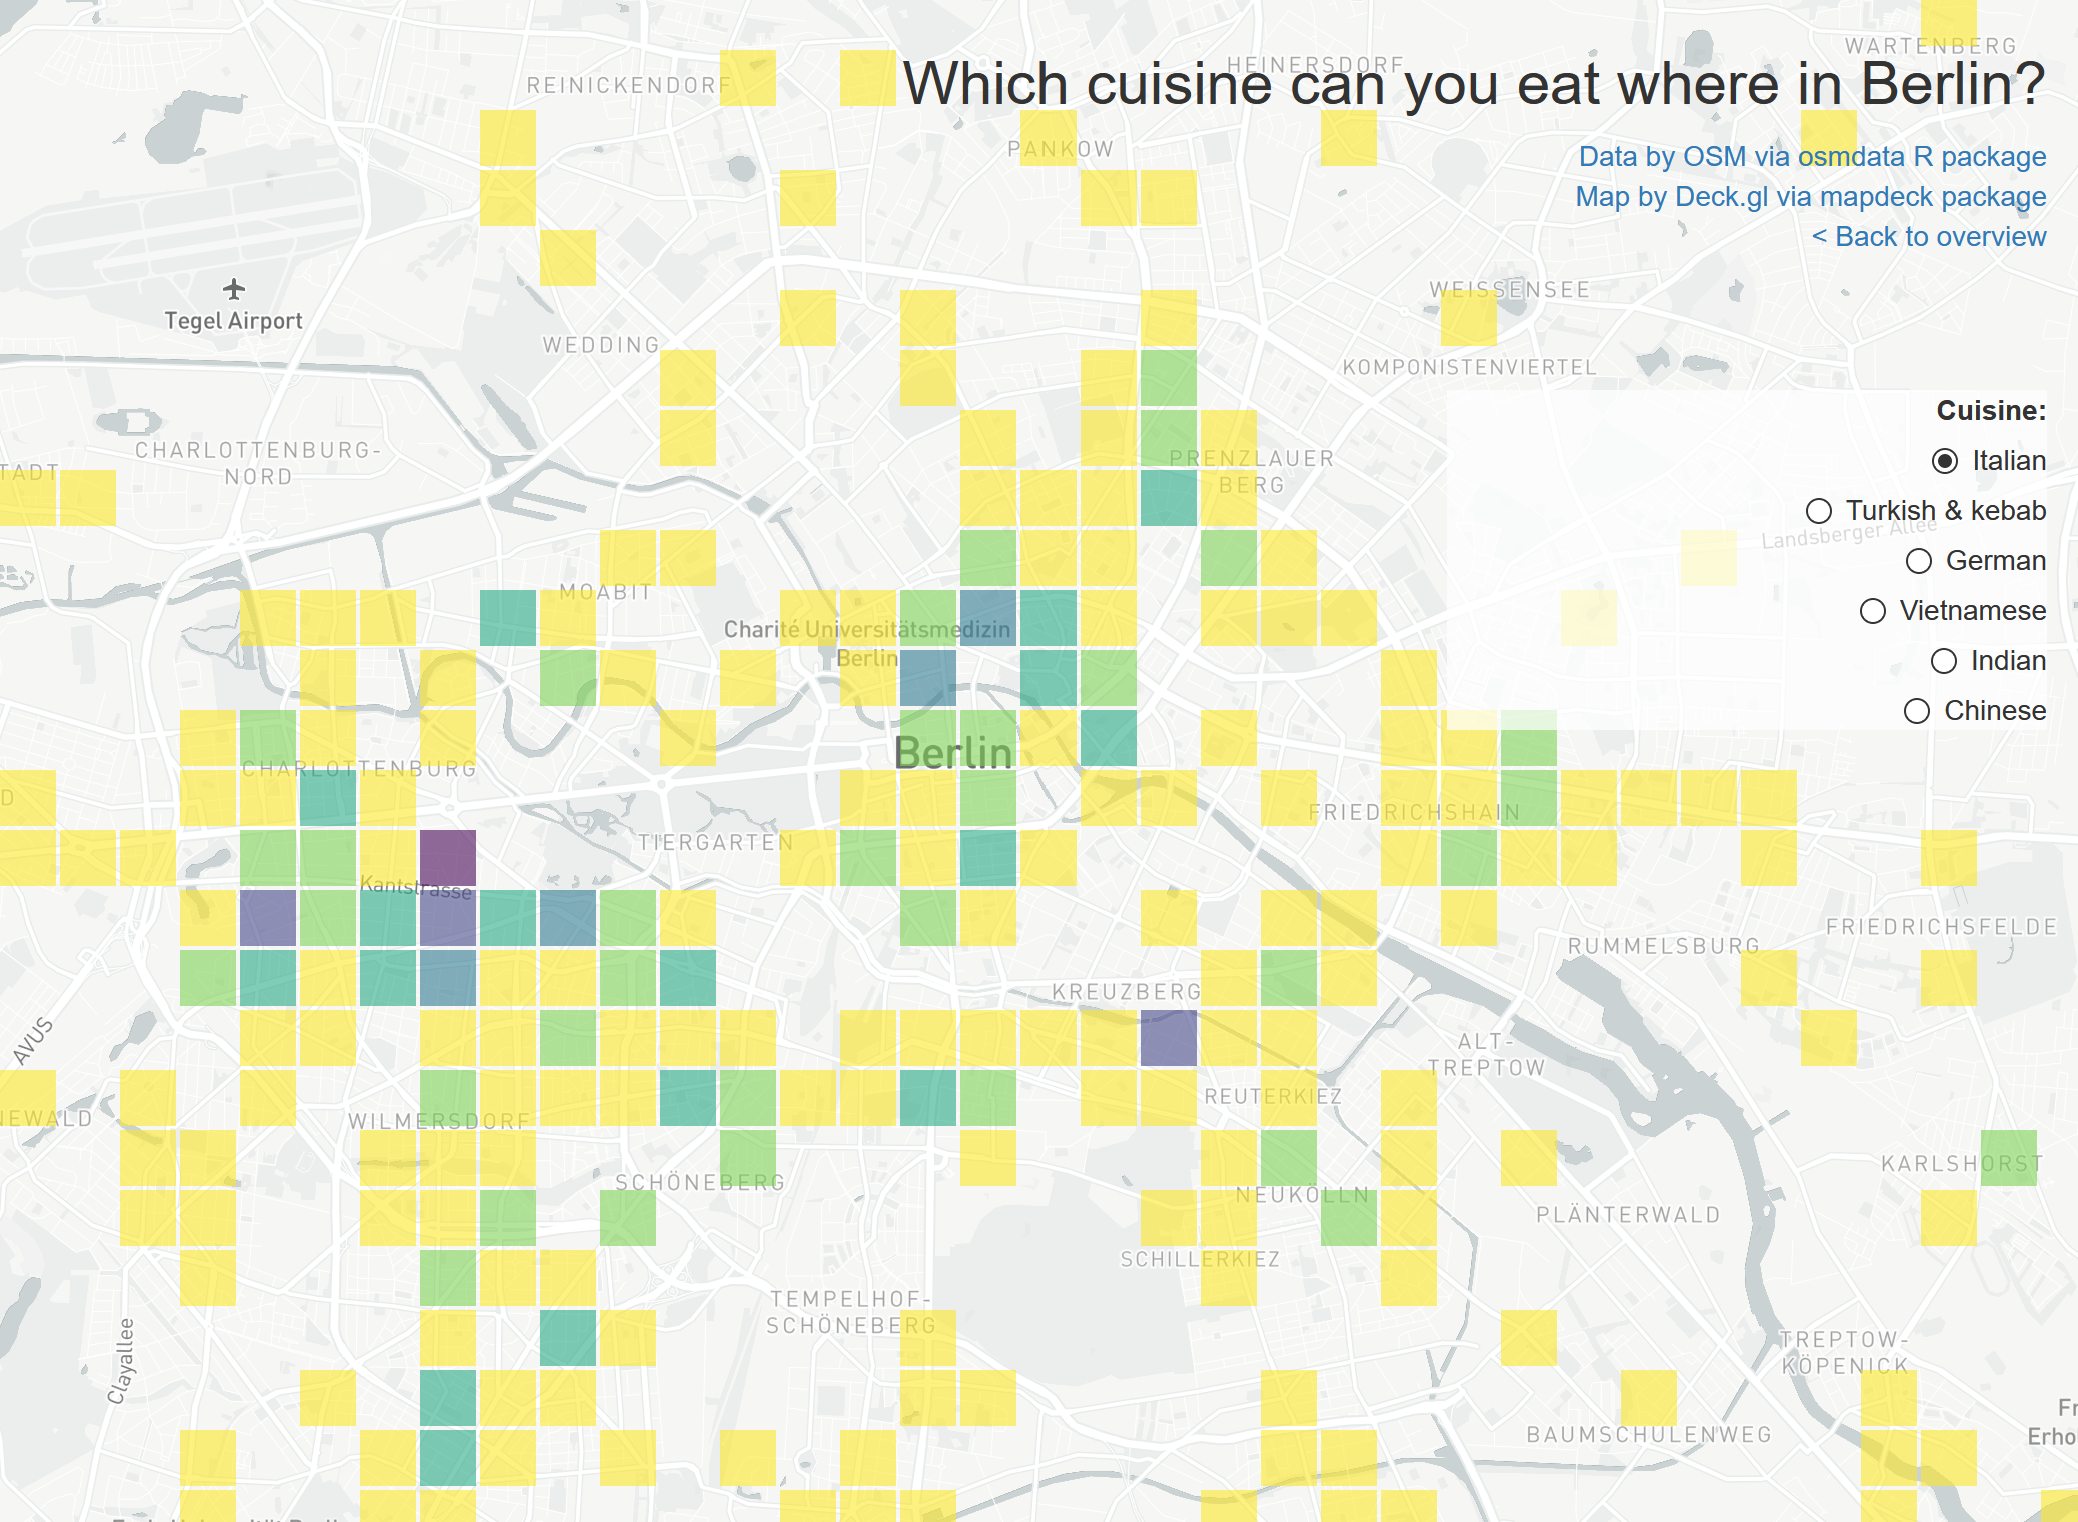 WARTENBERG
HEINERSDORF
REINICKENDORF
Which cuisine can you eat where in Berlin?
PANKOW
Data by OSM via osmdata R package
Map by Deck.gl via mapdeck package
< Back to overview
WEISSENSEE
Tegel Airport
WEDDING
KOMPONISTENVIERTEL
Cuisine:
CHARLOTTENBURG-
NORD
PRENZLAUER
BERG
Italian
TADT
Turkish & kebab
Landsberger Allee
German
MOABIT
Vietnamese
Charité Universitätsmedizin
Berlin
Indian
Chinese
Berlin
CHARLOTTENBURG
D
FRIEDRICHSHAIN
TIERGARTEN
Kantstrasse
FRIEDRICHSFELDE
RUMMELSBURG
KREUZBERG
AVUS
ALT-
TREPTOW
REUTERKIEZ
NEWALD
WILMERSDORF
KARLSHORST
SCHÖNEBERG
NEUKÖLLN
PLÄNTERWALD
SCHILLERKIEZ
TEMPELHOF-
SCHÖNEBERG
Clayallee
TREPTOW-
KÖPENICK
Fr
Erho
BAUMSCHULENWEG